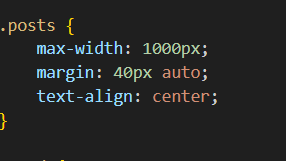 .posts {
    max-width: 1000px;
    margin: 40px auto;
    text-align: center;
}